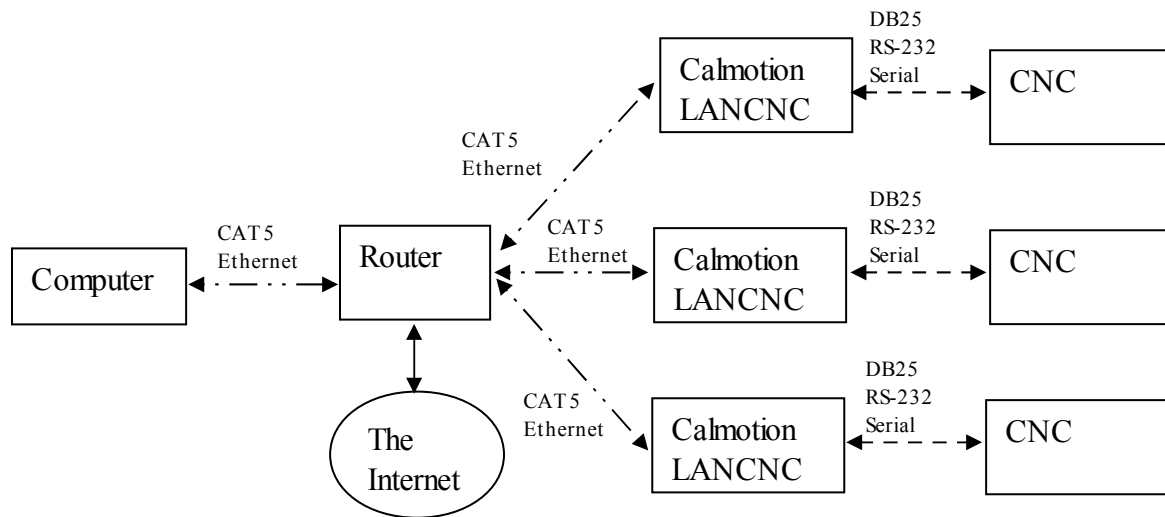 DB25
RS-232
Serial
Calmotion
LANCNC
CNC
CAT5
Ethernet
DB25
RS-232
Serial
CAT5
Ethernet
Computer
CAT5
Ethernet
Router
Calmotion
LANCNC
CNC
DB25
RS-232
Serial
CAT5
Ethernet
Calmotion
LANCNC
CNC
The
Internet